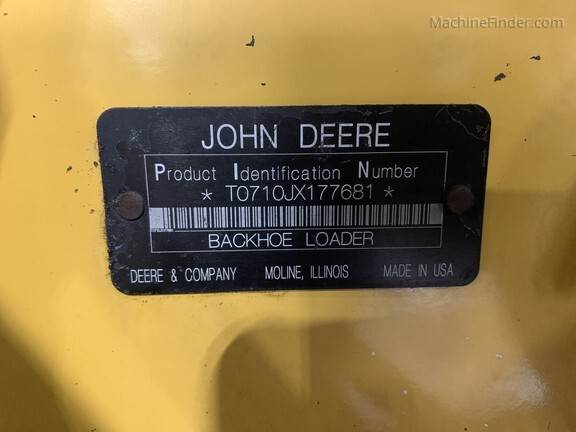 MachineFinder.com
JOHN DEERE
Product Identification Number
* T0710JX177681 *
BACKHOE LOADER
DEERE & COMPANY MOLINE, ILLINOIS MADE IN USA